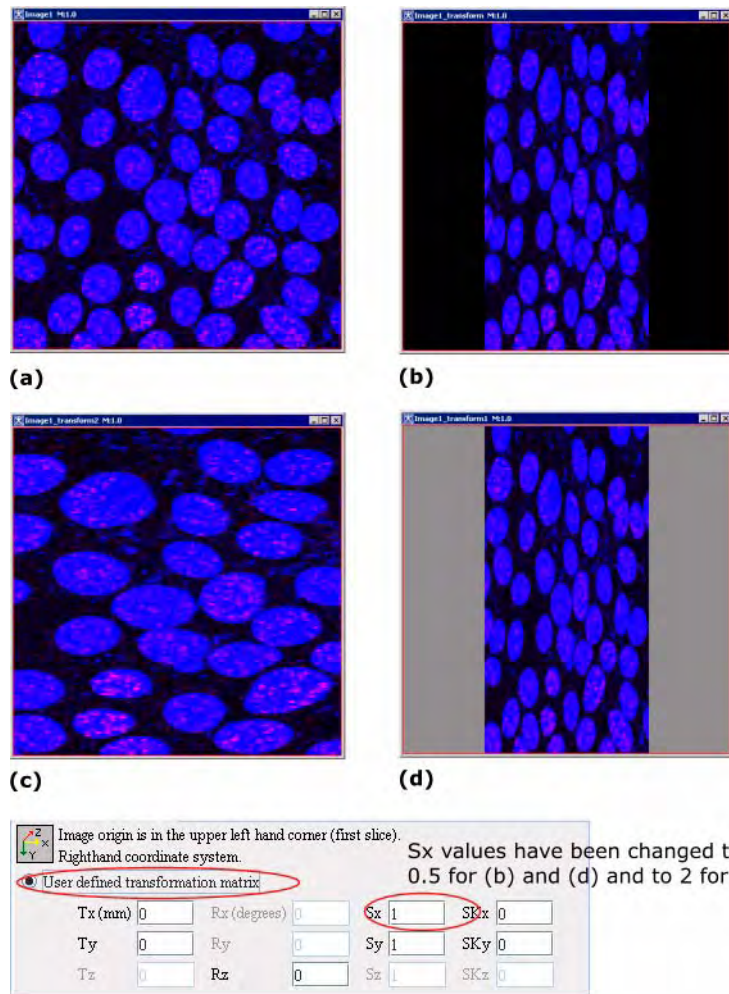 Image1 M:1.0
Image1_transform M:1.0
(a)
(b)
Image1_transform2 M:1.0
Image1_transform1 M:1.0
(c)
(d)
Z
X
Y
Image origin is in the upper left hand corner (first slice).
Righthand coordinate system.
User defined transformation matrix
Sx values have been changed t
0.5 for (b) and (d) and to 2 for
Tx (mm) 0 Rx (degrees) 0 Sx 1 SKx 0
Ty 0 Ry 0 Sy 1 SKy 0
Tz 0 Rz 0 Sz 1 SKz 0